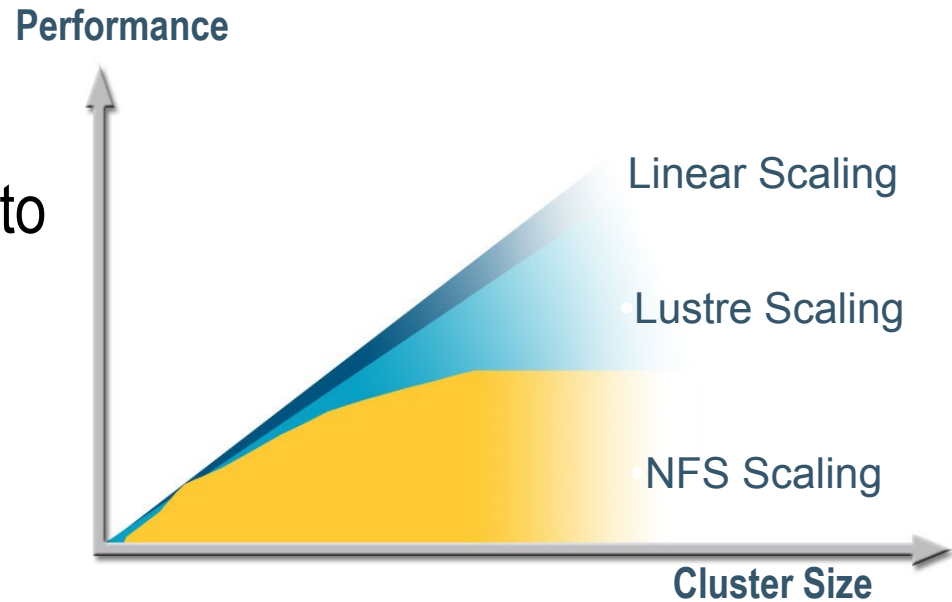 Performance
Linear Scaling
to
•Lustre Scaling
•NFS Scaling
Cluster Size